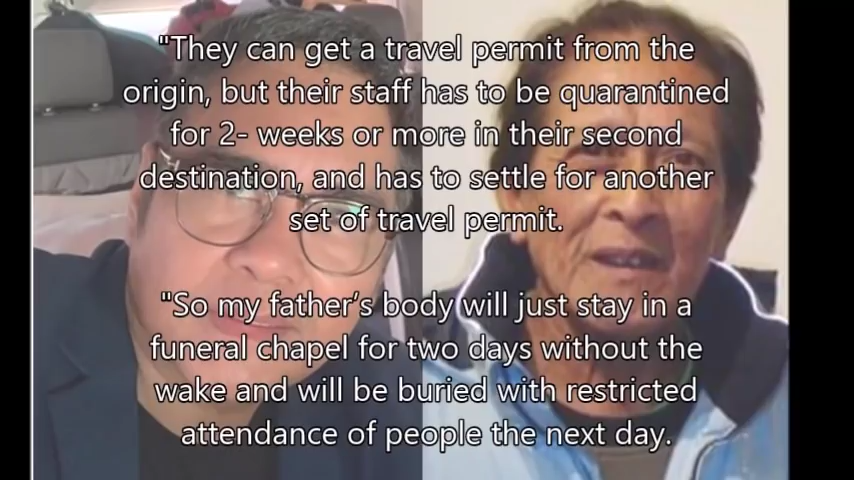 "They can get a travel permit from the
origin, but their staff has to be quarantined
for 2- weeks or more in their second
destination, and has to settle for another
set of travel permit.
"So my father’s body will just stay in a
funeral chapel for two days without the
wake and will be buried with restricted
attendance of people the next day.